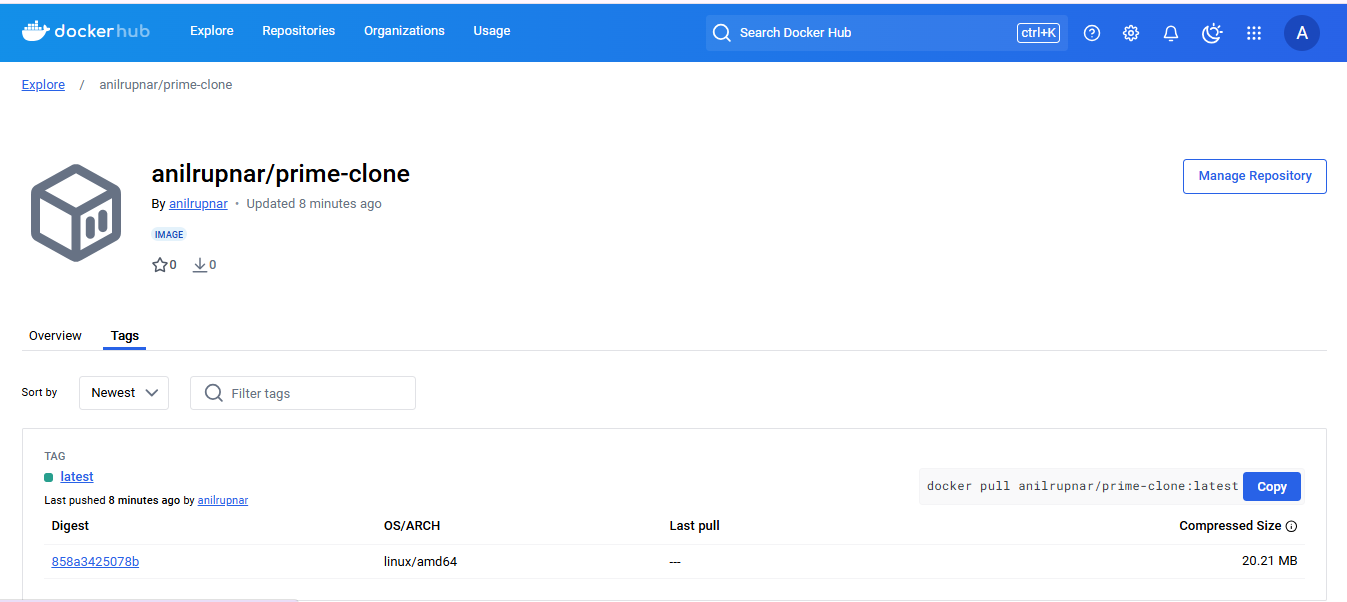 dockerhub Explore Repositories Organizations Usage Search Docker Hub ctrl+K A
Explore / anilrupnar/prime-clone
anilrupnar/prime-clone
Manage Repository
By anilrupnar • Updated 8 minutes ago
IMAGE
0 0
Overview Tags
Sort by Newest Filter tags
TAG
latest
docker pull anilrupnar/prime-clone:latest Copy
Last pushed 8 minutes ago by anilrupnar
Digest OS/ARCH Last pull Compressed Size
858a3425078b linux/amd64 --- 20.21 MB